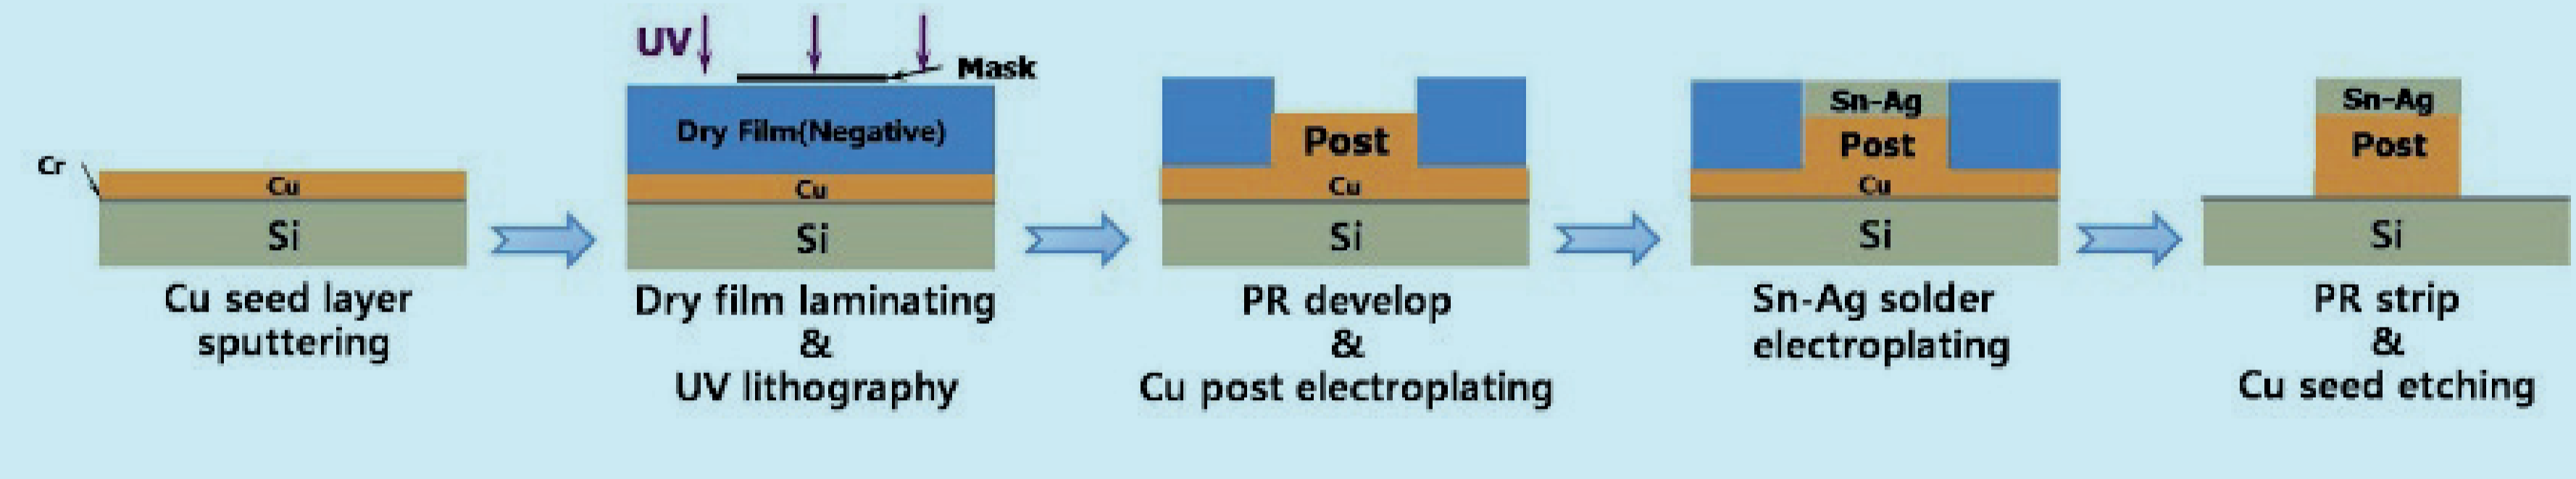 Cr
Cu
Si
Cu seed layer
sputtering
UV
Mask
Dry Film(Negative)
Cu
Si
Dry film laminating
&
UV lithography
Post
Cu
Si
PR develop
&
Cu post electroplating
Sn-Ag
Post
Cu
Si
Sn-Ag solder
electroplating
Sn-Ag
Post
Si
PR strip
&
Cu seed etching